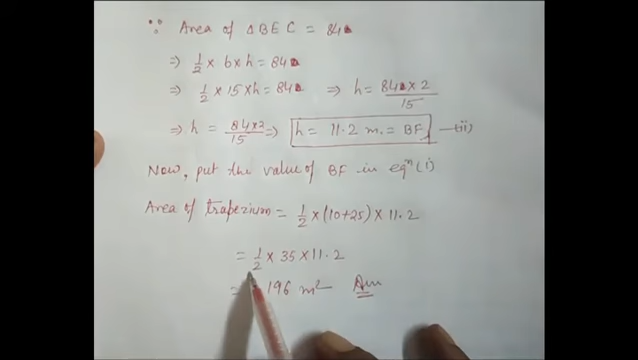 ∵ Area of △BEC = 84
⇒ 1/2 × b × h = 84
⇒ 1/2 × 15 × h = 84 ⇒ h = 84 × 2/15
⇒ h = 84×2/15 ⇒ h = 11.2 m. = BF —(ii)
Now, put the value of BF in eqⁿ (i)
Area of trapezium = 1/2 × (10+25) × 11.2
= 1/2 × 35 × 11.2
= 196 m² Ans